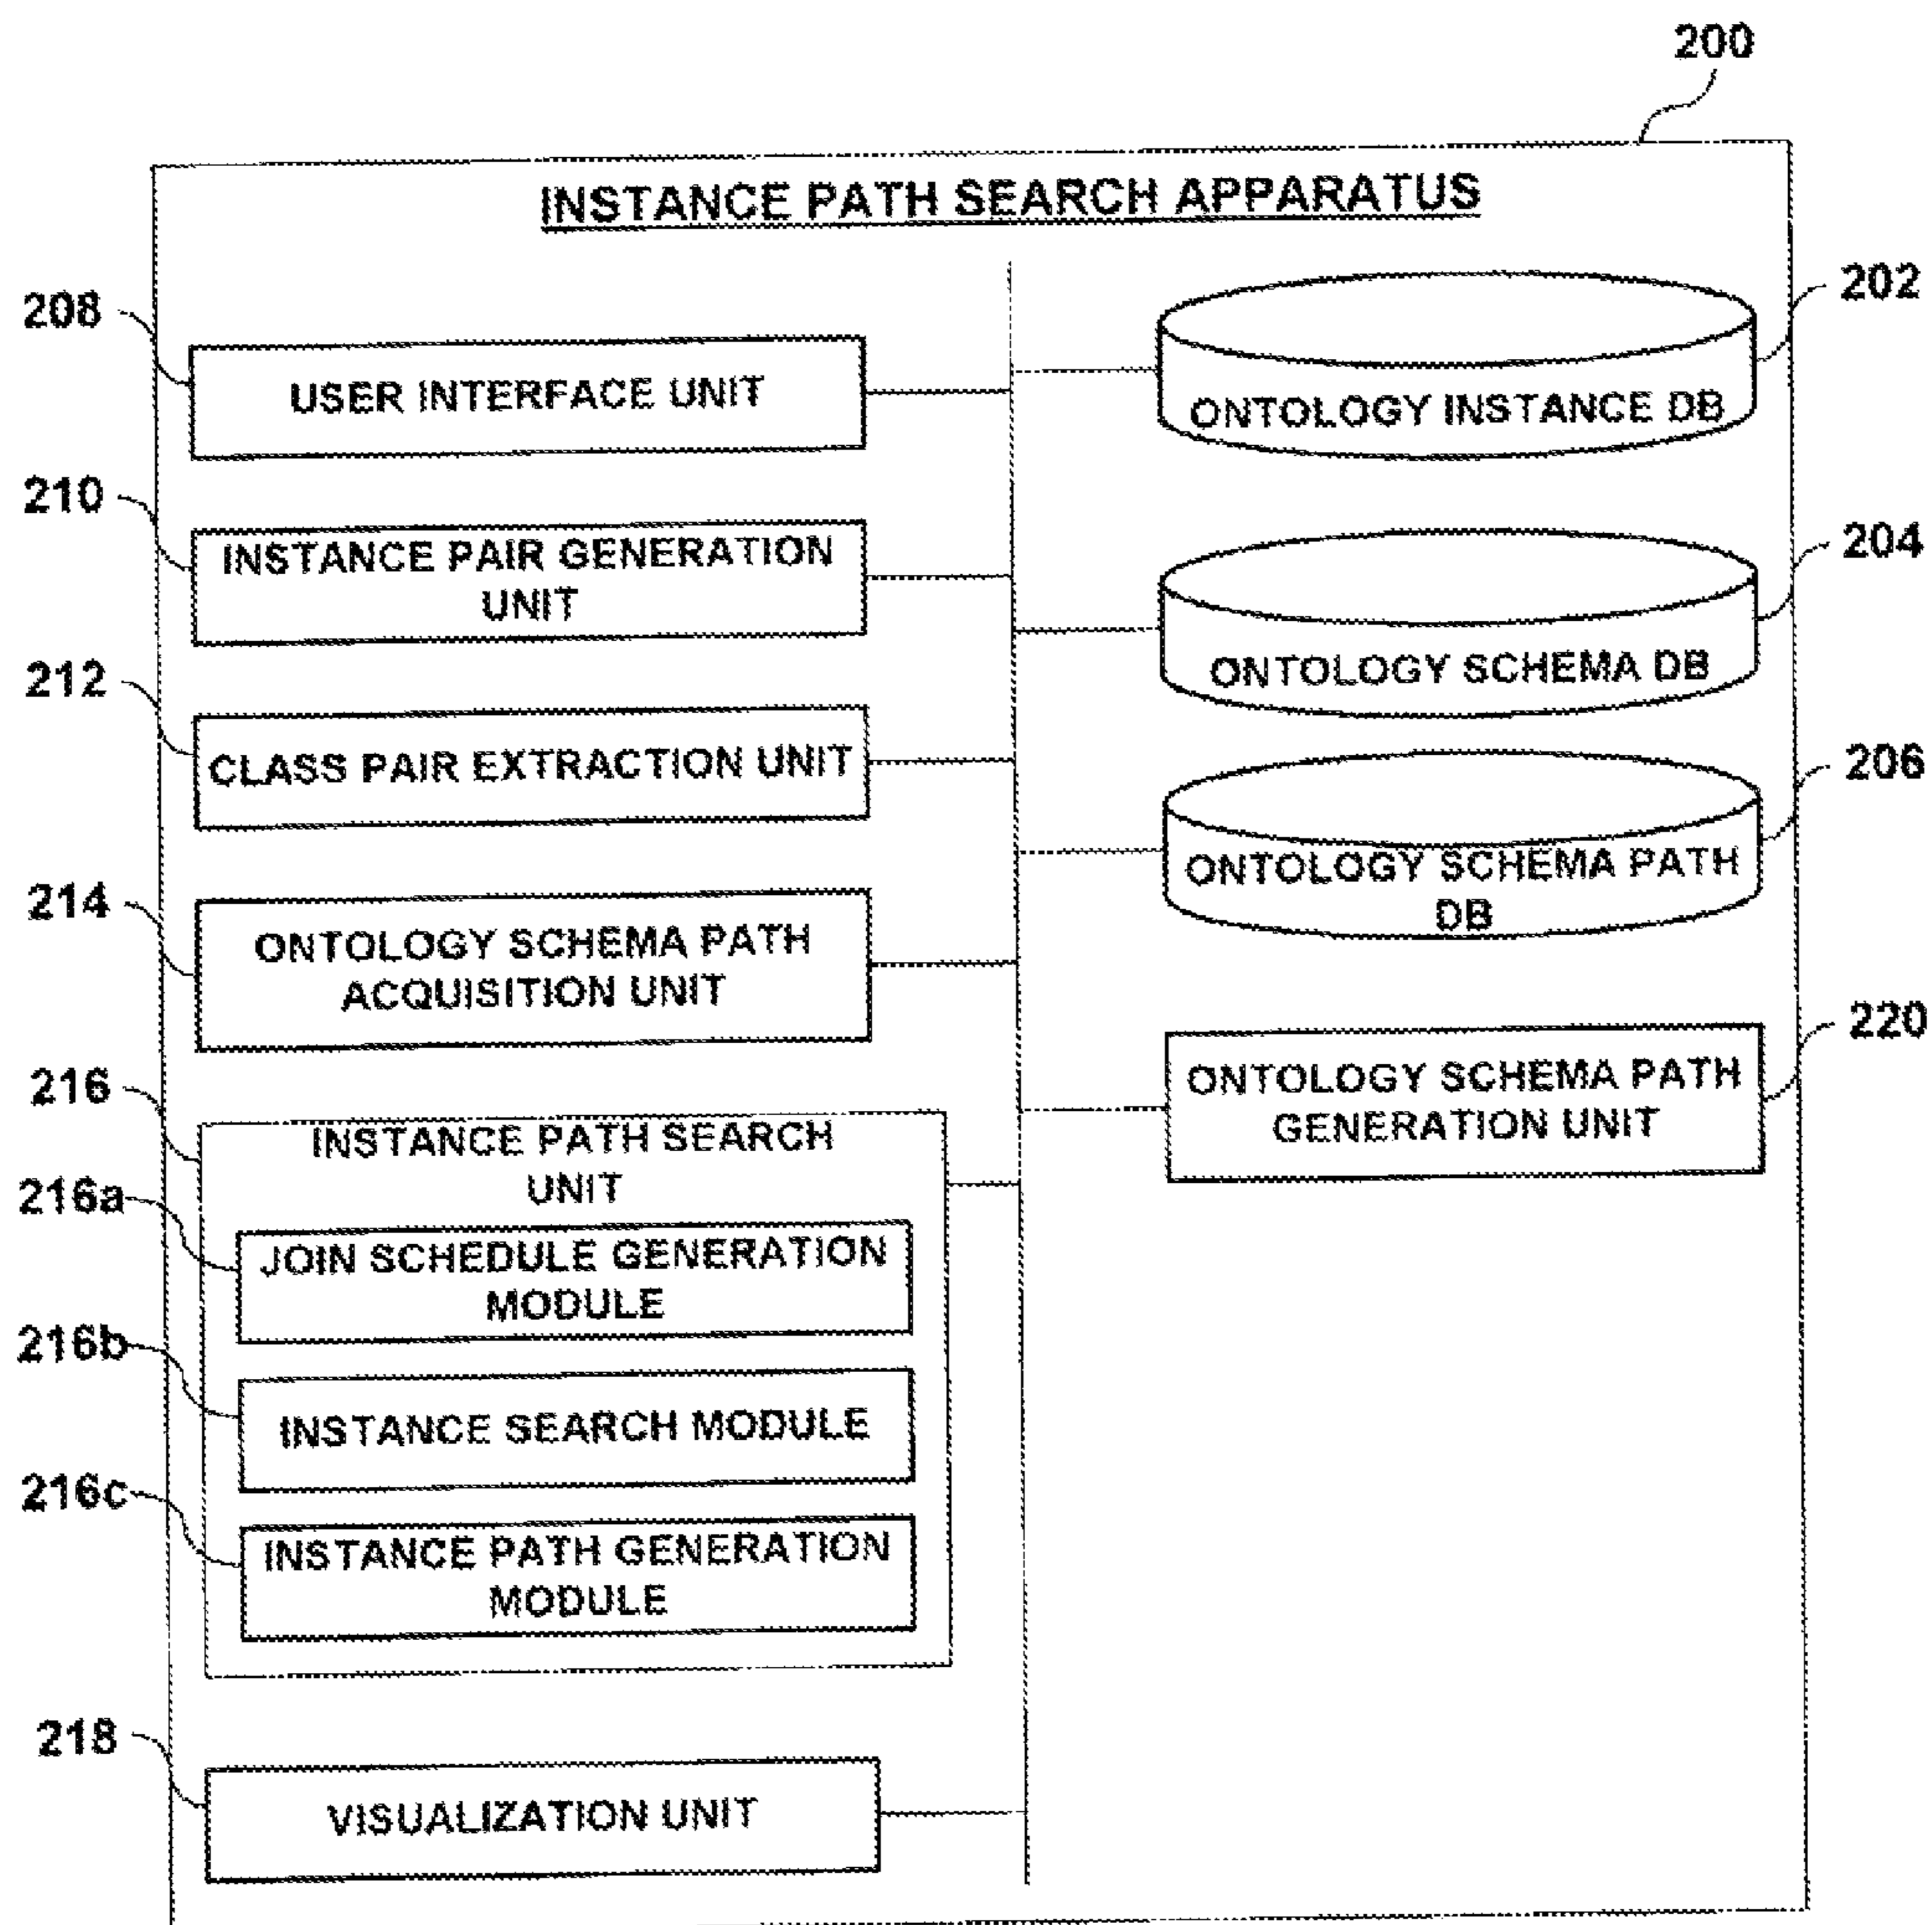 200
INSTANCE PATH SEARCH APPARATUS
208
USER INTERFACE UNIT
210
INSTANCE PAIR GENERATION
UNIT
212
CLASS PAIR EXTRACTION UNIT
214
ONTOLOGY SCHEMA PATH
ACQUISITION UNIT
216
INSTANCE PATH SEARCH
UNIT
216a
JOIN SCHEDULE GENERATION
MODULE
216b
INSTANCE SEARCH MODULE
216c
INSTANCE PATH GENERATION
MODULE
218
VISUALIZATION UNIT
202
ONTOLOGY INSTANCE DB
204
ONTOLOGY SCHEMA DB
206
ONTOLOGY SCHEMA PATH
DB
220
ONTOLOGY SCHEMA PATH
GENERATION UNIT